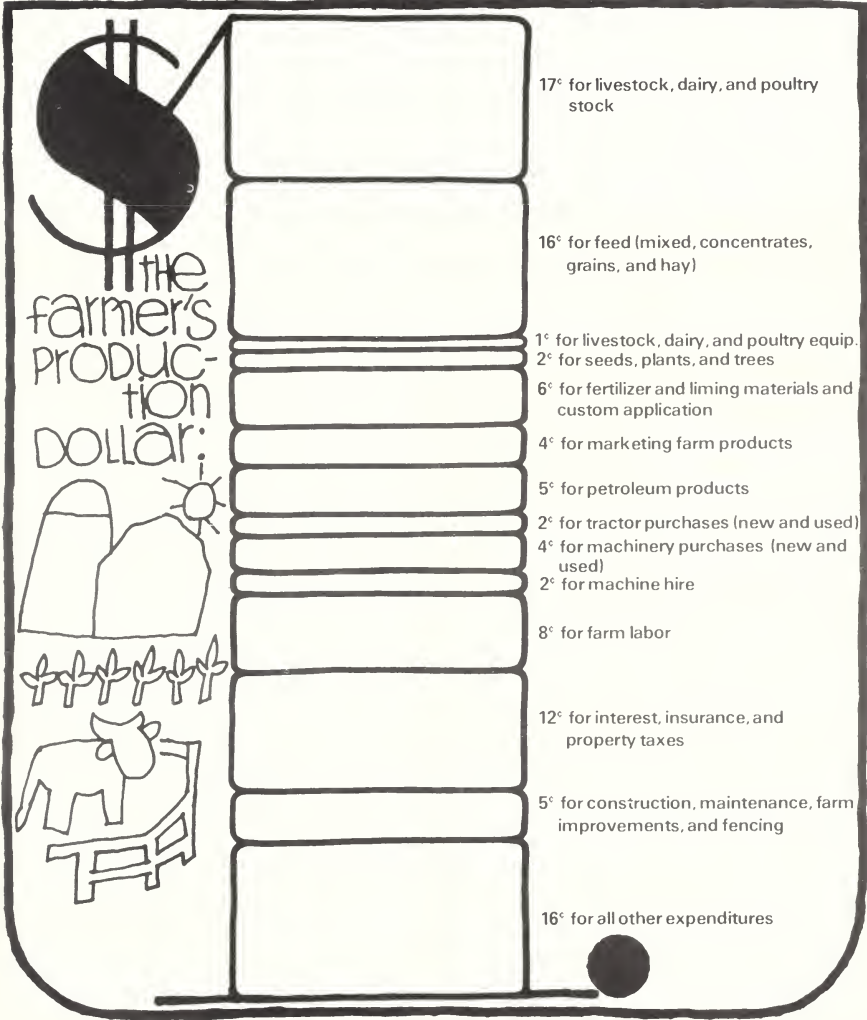 $ the
farmer's
produc-
tion
dollar:
17¢ for livestock, dairy, and poultry
stock
16¢ for feed (mixed, concentrates,
grains, and hay)
1¢ for livestock, dairy, and poultry equip.
2¢ for seeds, plants, and trees
6¢ for fertilizer and liming materials and
custom application
4¢ for marketing farm products
5¢ for petroleum products
2¢ for tractor purchases (new and used)
4¢ for machinery purchases (new and
used)
2¢ for machine hire
8¢ for farm labor
12¢ for interest, insurance, and
property taxes
5¢ for construction, maintenance, farm
improvements, and fencing
16¢ for all other expenditures